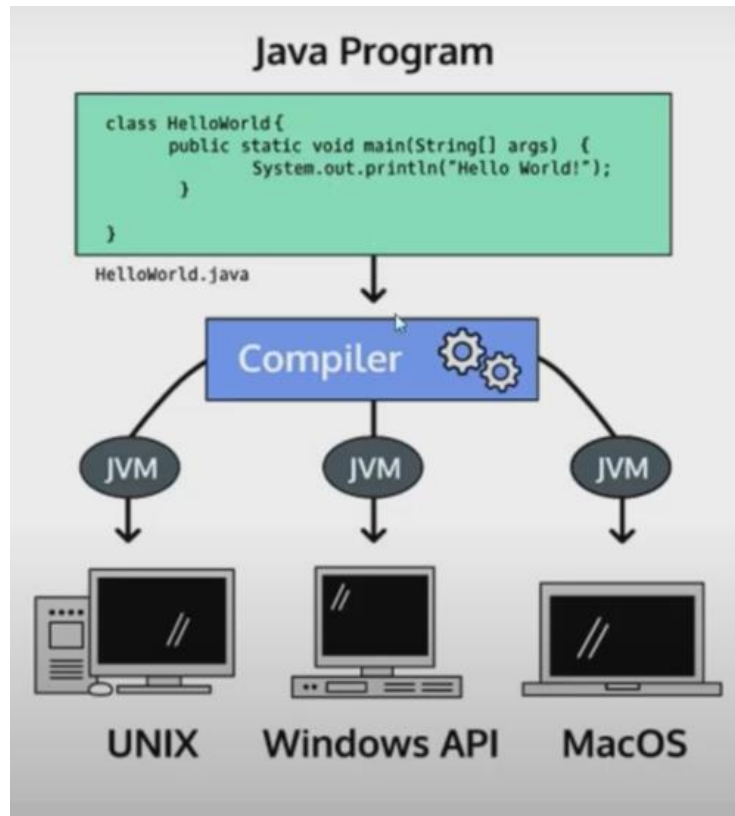 Java Program
class HelloWorld{
public static void main(String[] args) {
System.out.println("Hello World!");
}
}
HelloWorld.java
Compiler
JVM JVM JVM
UNIX Windows API MacOS